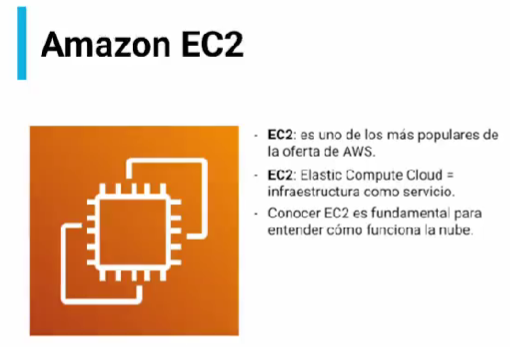 Amazon EC2
- EC2: es uno de los más populares de
la oferta de AWS.
- EC2: Elastic Compute Cloud =
infraestructura como servicio.
- Conocer EC2 es fundamental para
entender cómo funciona la nube.